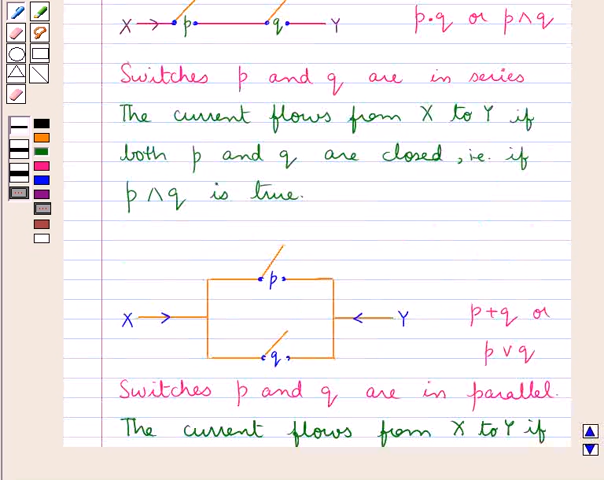 X p q Y p.q or p∧q
Switches p and q are in series
The current flows from X to Y if
both p and q are closed, i.e. if
p∧q is true.
p
X Y p+q or
q p∨q
Switches p and q are in parallel.
The current flows from X to Y if